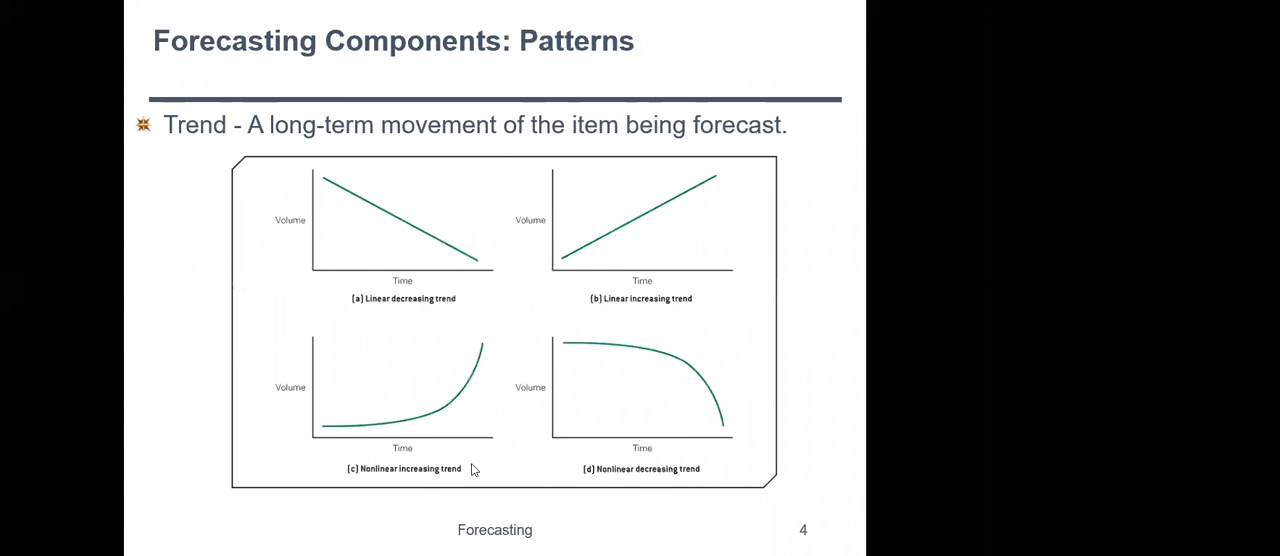 Forecasting Components: Patterns
Trend - A long-term movement of the item being forecast.
Volume
Time
(a) Linear decreasing trend
Volume
Time
(b) Linear increasing trend
Volume
Time
(c) Nonlinear increasing trend
Volume
Time
(d) Nonlinear decreasing trend
Forecasting
4